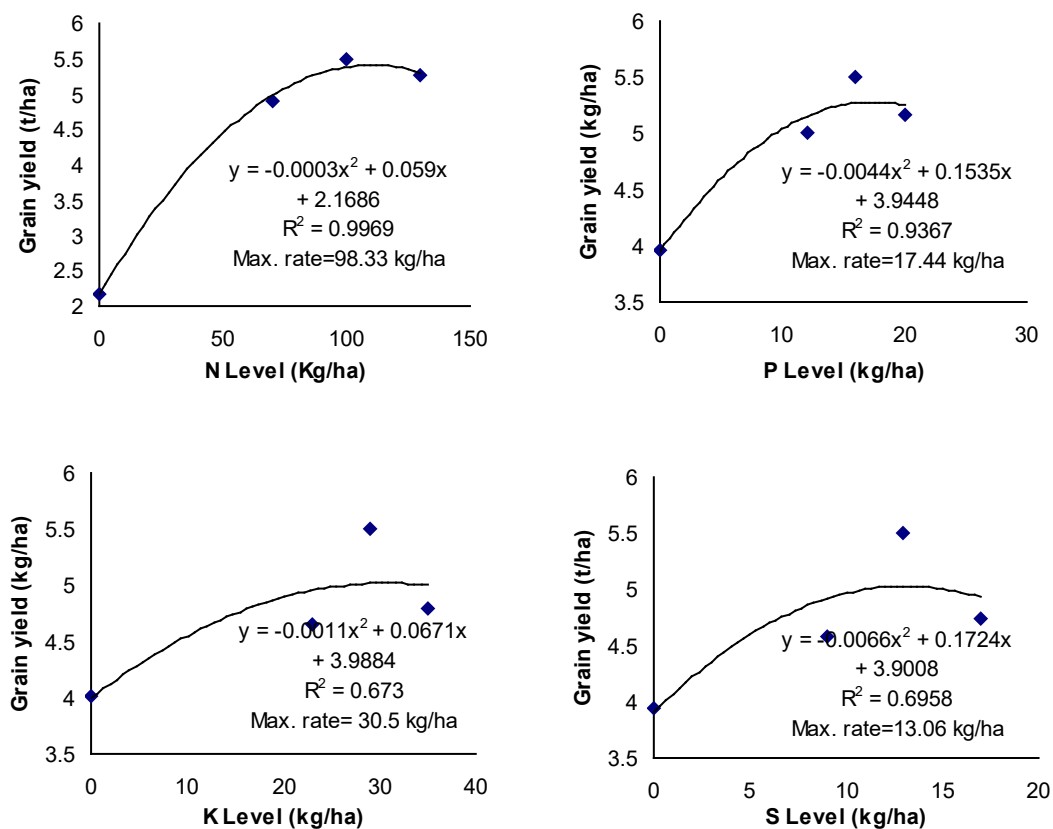 Grain yield (t/ha)
6
5.5
5
4.5
4
3.5
3
2.5
2
y = -0.0003x² + 0.059x
+ 2.1686
R² = 0.9969
Max. rate=98.33 kg/ha
0 50 100 150
N Level (Kg/ha)
Grain yield (kg/ha)
6
5.5
5
4.5
4
3.5
y = -0.0044x² + 0.1535x
+ 3.9448
R² = 0.9367
Max. rate=17.44 kg/ha
0 10 20 30
P Level (kg/ha)
Grain yield (kg/ha)
6
5.5
5
4.5
4
3.5
y = -0.0011x² + 0.0671x
+ 3.9884
R² = 0.673
Max. rate= 30.5 kg/ha
0 10 20 30 40
K Level (kg/ha)
Grain yield (t/ha)
6
5.5
5
4.5
4
3.5
y = -0.0066x² + 0.1724x
+ 3.9008
R² = 0.6958
Max. rate=13.06 kg/ha
0 5 10 15 20
S Level (kg/ha)